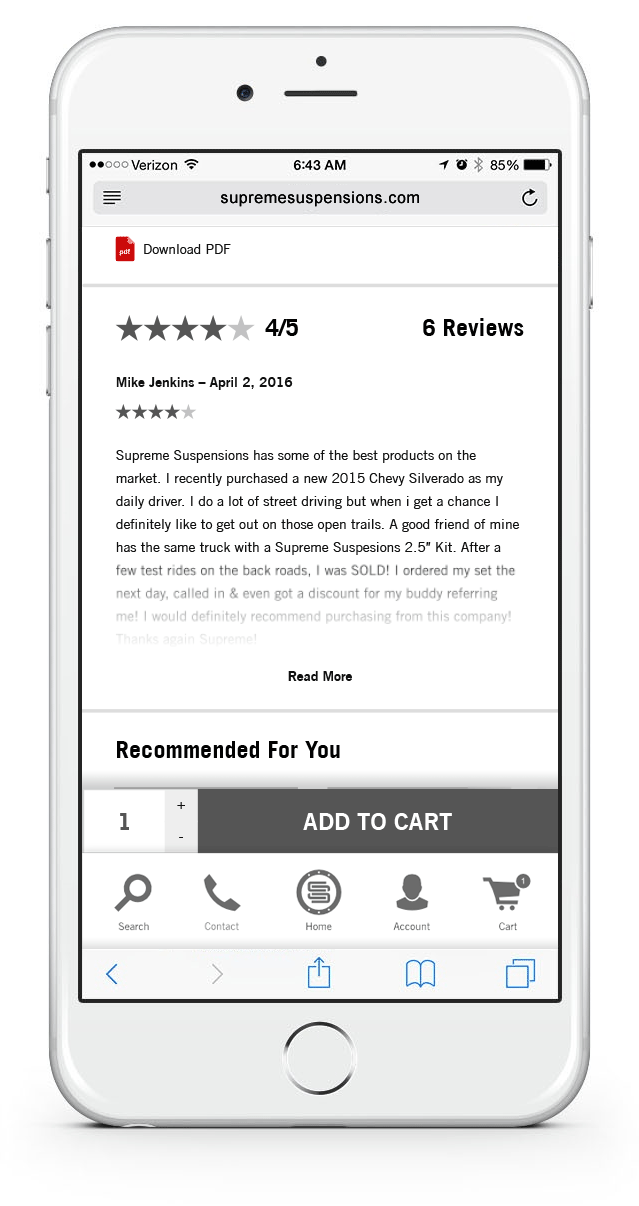 Verizon 6:43 AM 85%
supremesuspensions.com
pdf Download PDF
4/5 6 Reviews
Mike Jenkins – April 2, 2016
Supreme Suspensions has some of the best products on the
market. I recently purchased a new 2015 Chevy Silverado as my
daily driver. I do a lot of street driving but when i get a chance I
definitely like to get out on those open trails. A good friend of mine
has the same truck with a Supreme Suspesions 2.5″ Kit. After a
few test rides on the back roads, I was SOLD! I ordered my set the
next day, called in & even got a discount for my buddy referring
me! I would definitely recommend purchasing from this company!
Thanks again Supreme!
Read More
Recommended For You
1 + - ADD TO CART
1
Search Contact Home Account Cart